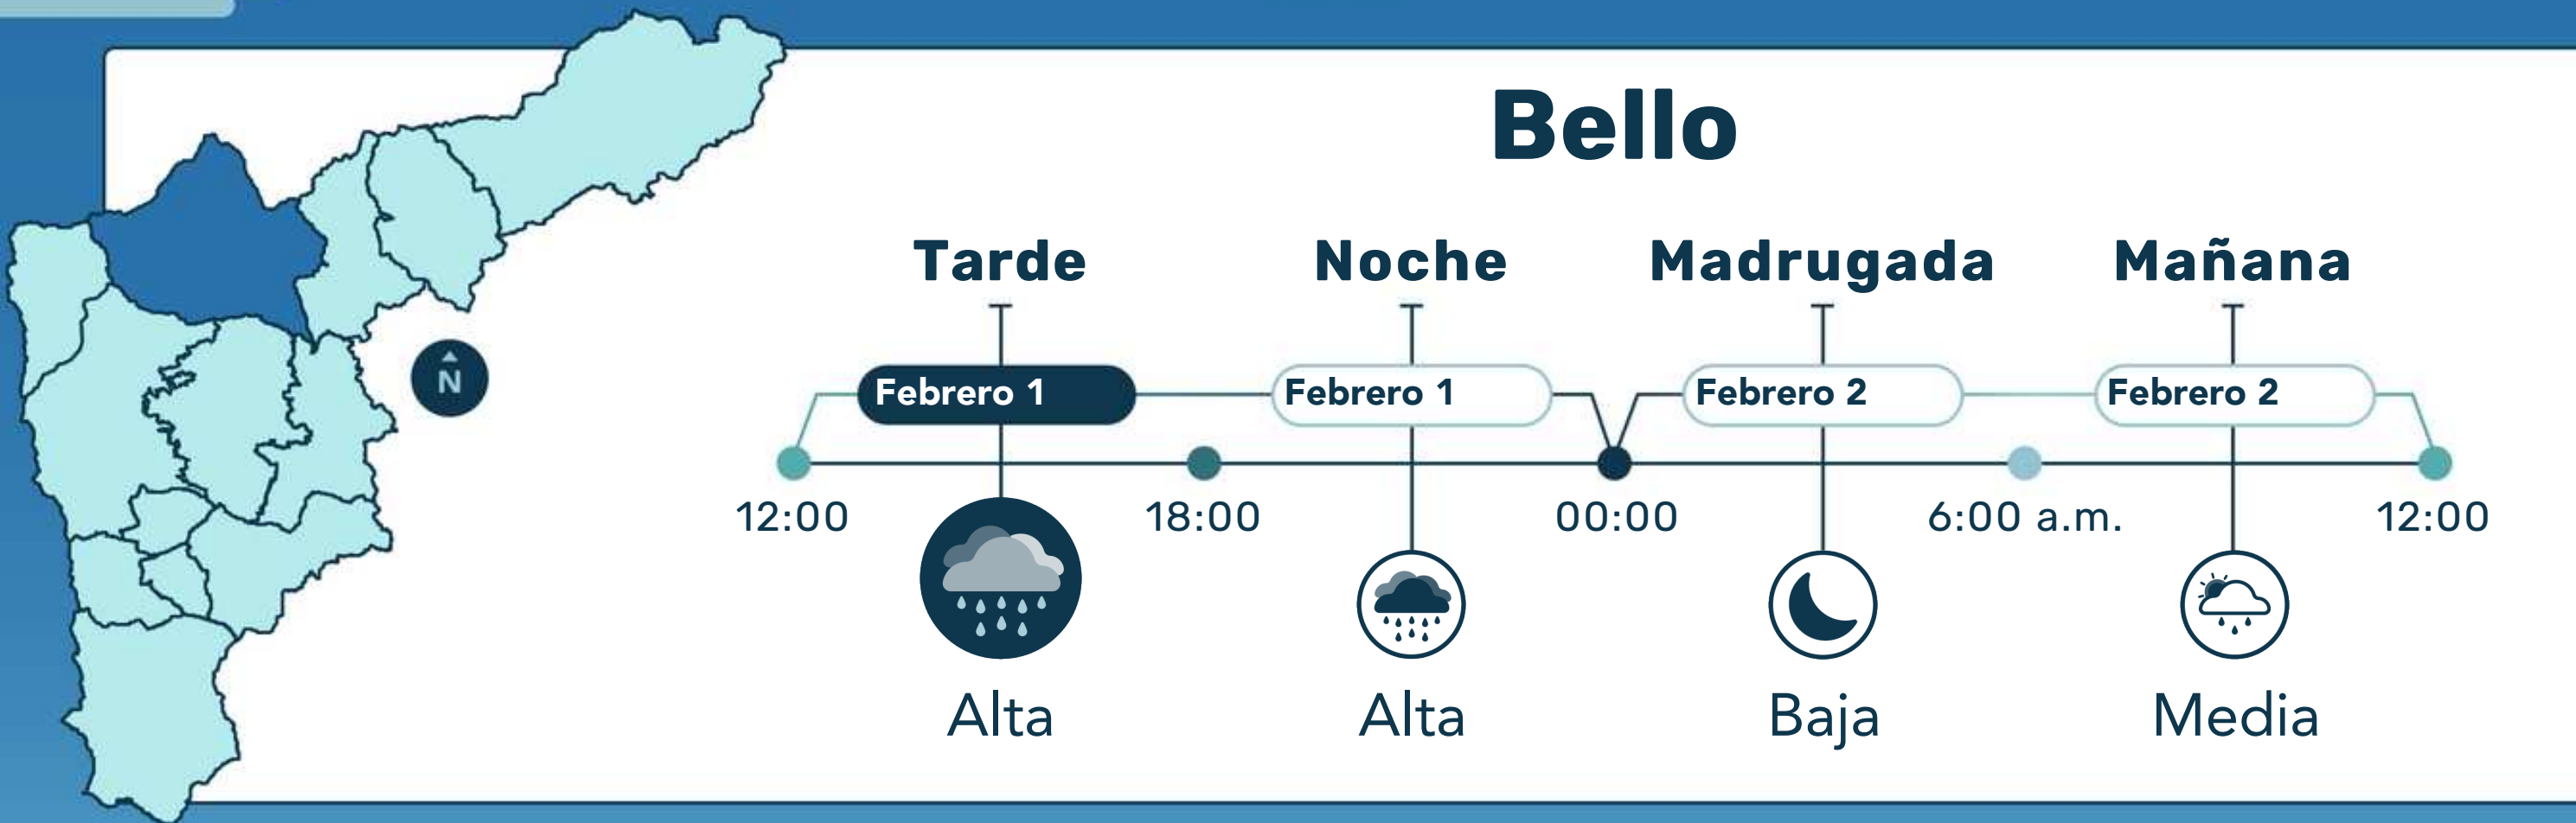 Bello
Tarde Noche Madrugada Mañana
Febrero 1 Febrero 1 Febrero 2 Febrero 2
N
12:00 18:00 00:00 6:00 a.m. 12:00
Alta Alta Baja Media